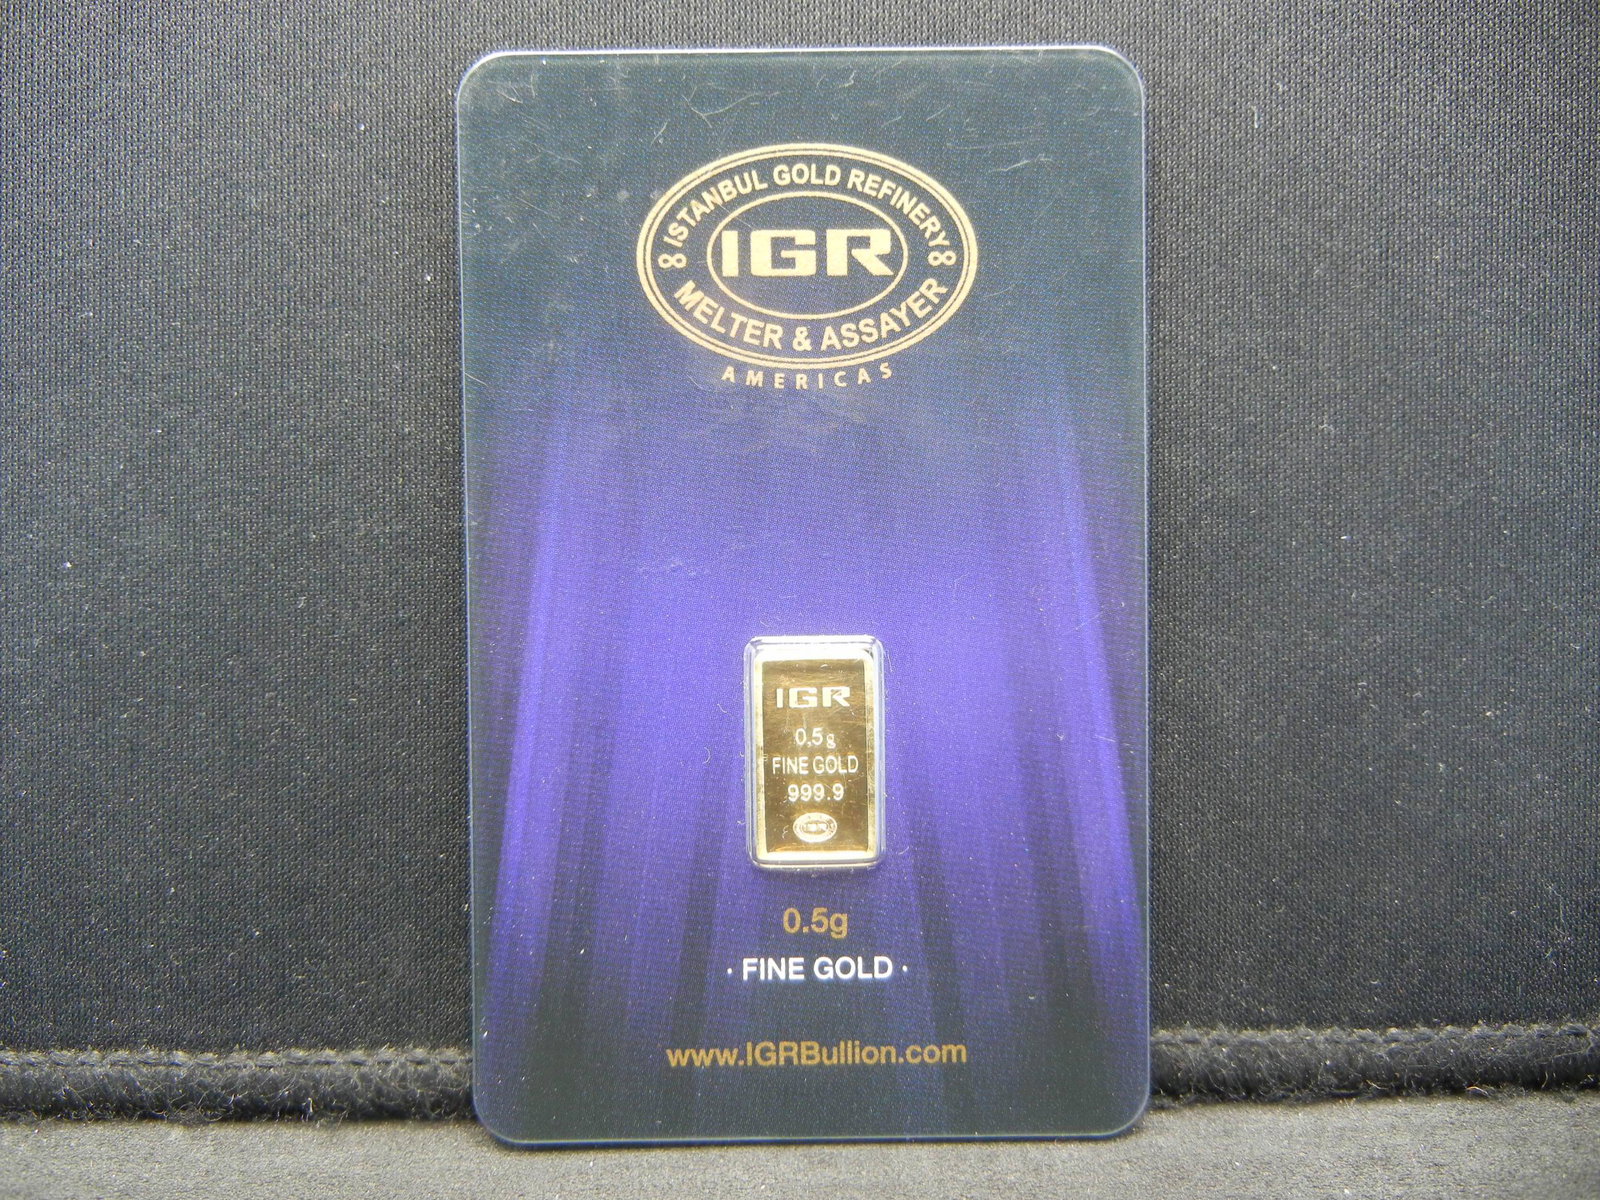 8 ISTANBUL GOLD REFINERY 8
IGR
MELTER & ASSAYER
AMERICAS
IGR
0,5g
FINE GOLD
999.9
IGR
0.5g
· FINE GOLD ·
www.IGRBullion.com